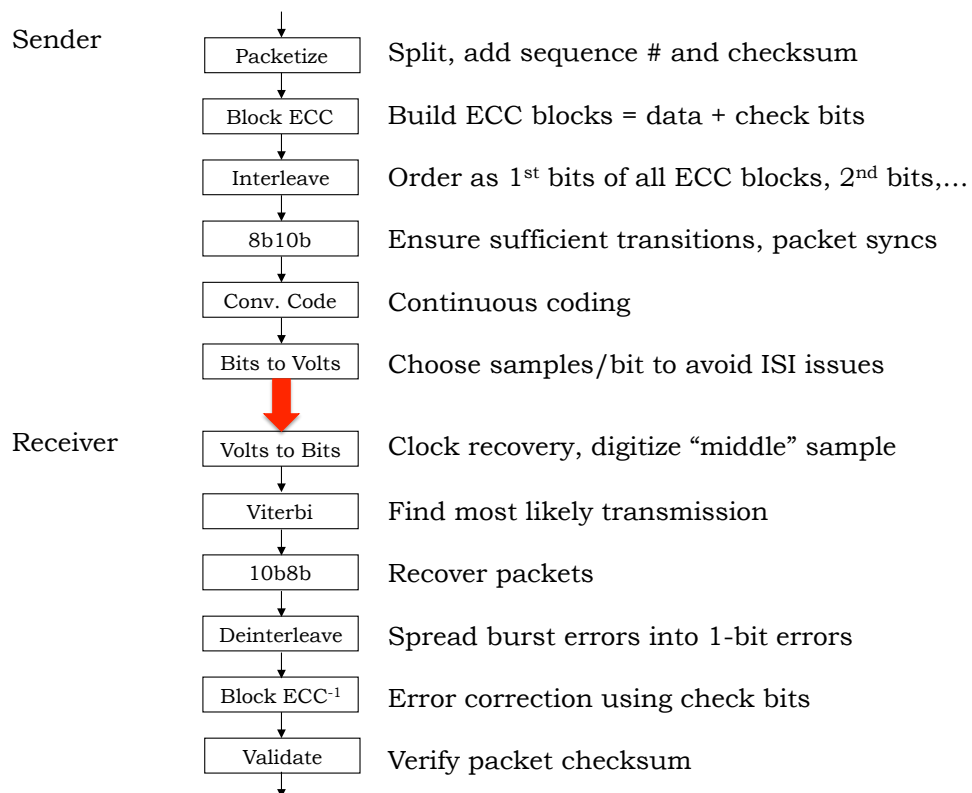 Sender
Packetize Split, add sequence # and checksum
Block ECC Build ECC blocks = data + check bits
Interleave Order as 1st bits of all ECC blocks, 2nd bits,…
8b10b Ensure sufficient transitions, packet syncs
Conv. Code Continuous coding
Bits to Volts Choose samples/bit to avoid ISI issues
Receiver
Volts to Bits Clock recovery, digitize “middle” sample
Viterbi Find most likely transmission
10b8b Recover packets
Deinterleave Spread burst errors into 1-bit errors
Block ECC-1 Error correction using check bits
Validate Verify packet checksum